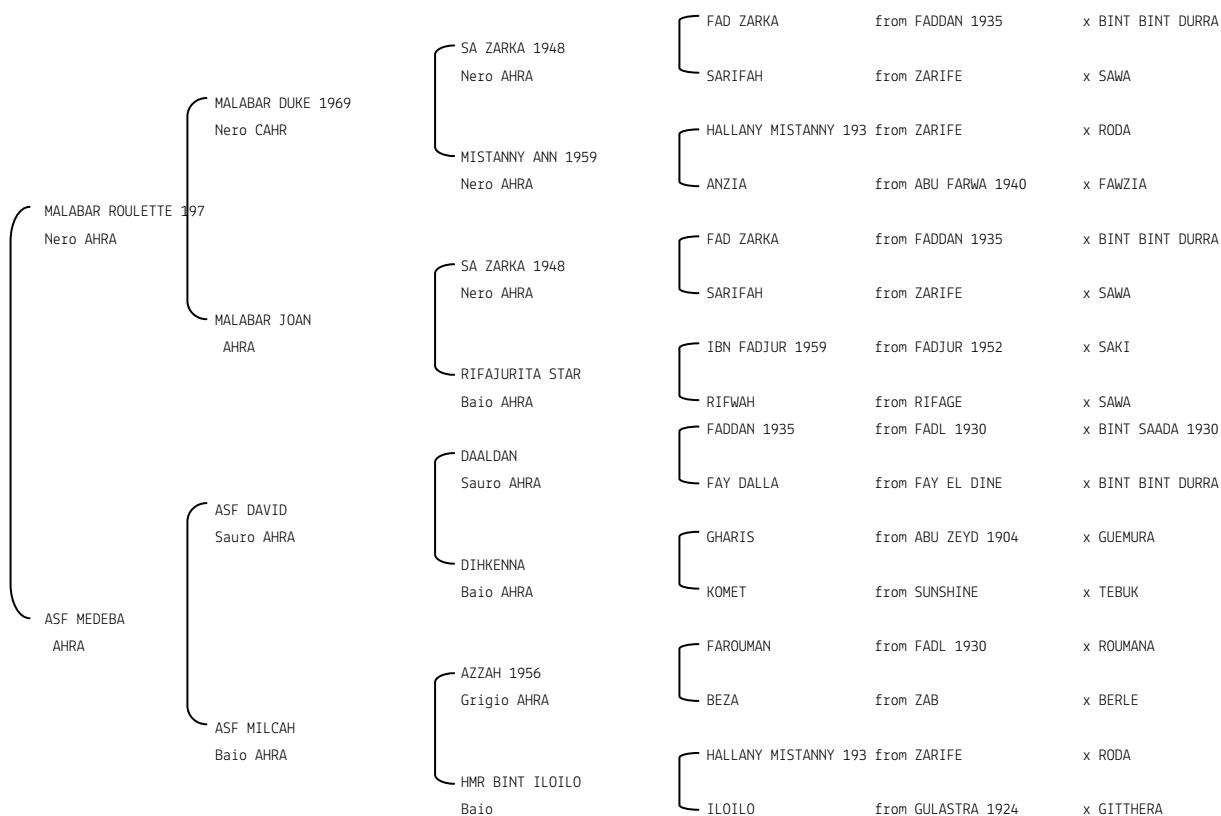 FAD ZARKA from FADDAN 1935 x BINT BINT DURRA
SA ZARKA 1948
Nero AHRA SARIFAH from ZARIFE x SAWA
MALABAR DUKE 1969
Nero CAHR HALLANY MISTANNY 193 from ZARIFE x RODA
MISTANNY ANN 1959
Nero AHRA ANZIA from ABU FARWA 1940 x FAWZIA
MALABAR ROULETTE 197
Nero AHRA FAD ZARKA from FADDAN 1935 x BINT BINT DURRA
SA ZARKA 1948
Nero AHRA SARIFAH from ZARIFE x SAWA
MALABAR JOAN
AHRA IBN FADJUR 1959 from FADJUR 1952 x SAKI
RIFAJURITA STAR
Baio AHRA RIFWAH from RIFAGE x SAWA
FADDAN 1935 from FADL 1930 x BINT SAADA 1930
DAALDAN
Sauro AHRA FAY DALLA from FAY EL DINE x BINT BINT DURRA
ASF DAVID
Sauro AHRA GHARIS from ABU ZEYD 1904 x GUEMURA
DIHKENNA
Baio AHRA KOMET from SUNSHINE x TEBUK
ASF MEDEBA
AHRA FAROUMAN from FADL 1930 x ROUMANA
AZZAH 1956
Grigio AHRA BEZA from ZAB x BERLE
ASF MILCAH
Baio AHRA HALLANY MISTANNY 193 from ZARIFE x RODA
HMR BINT ILOILO
Baio ILOILO from GULASTRA 1924 x GITTHERA